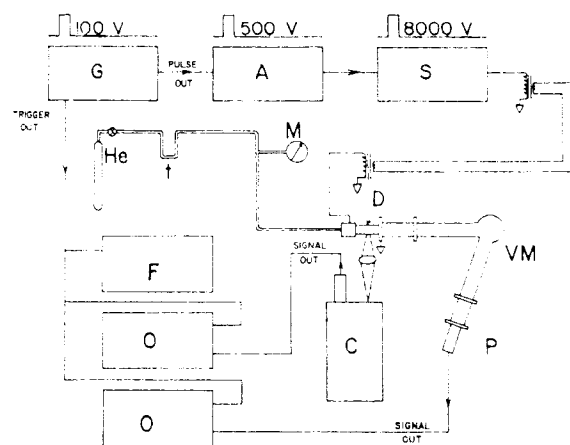 100 V 500 V 8000 V
G PULSE OUT A S
TRIGGER OUT
He M
D
SIGNAL OUT VM
F
O C P
O SIGNAL OUT